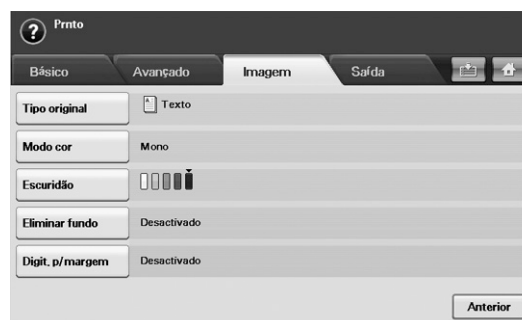 ? Prnto
Básico Avançado Imagem Saída
Tipo original Texto
Modo cor Mono
Escuridão
Eliminar fundo Desactivado
Digit. p/margem Desactivado
Anterior